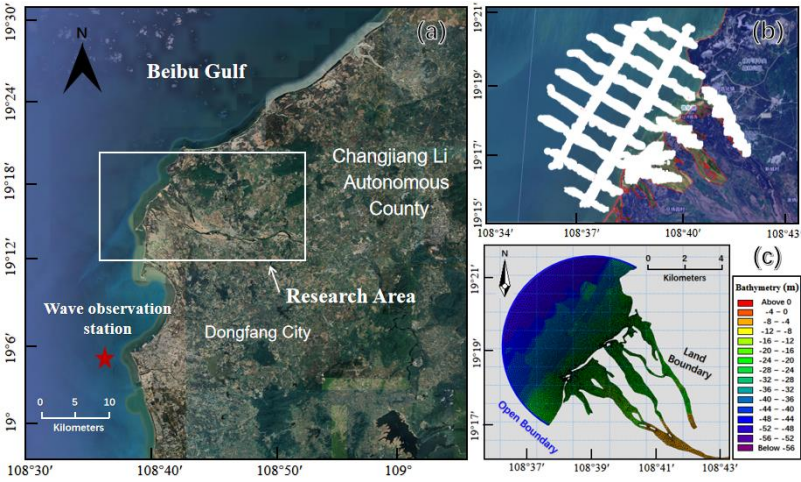 (a)
N
Beibu Gulf
Changjiang Li
Autonomous
County
Research Area
Wave observation
station
Dongfang City
0 5 10
Kilometers
19°30′
19°24′
19°18′
19°12′
19°6′
19°
108°30′ 108°40′ 108°50′ 109°
(b)
19°21′
19°19′
19°17′
19°15′
108°34′ 108°37′ 108°40′ 108°43′
(c)
N
0 2 4
Kilometers
Land
Boundary
Open Boundary
19°21′
19°19′
19°17′
108°37′ 108°39′ 108°41′ 108°43′
Bathymetry (m)
Above 0
-4 – 0
-8 – -4
-12 – -8
-16 – -12
-20 – -16
-24 – -20
-28 – -24
-32 – -28
-36 – -32
-40 – -36
-44 – -40
-48 – -44
-52 – -48
-56 – -52
Below -56